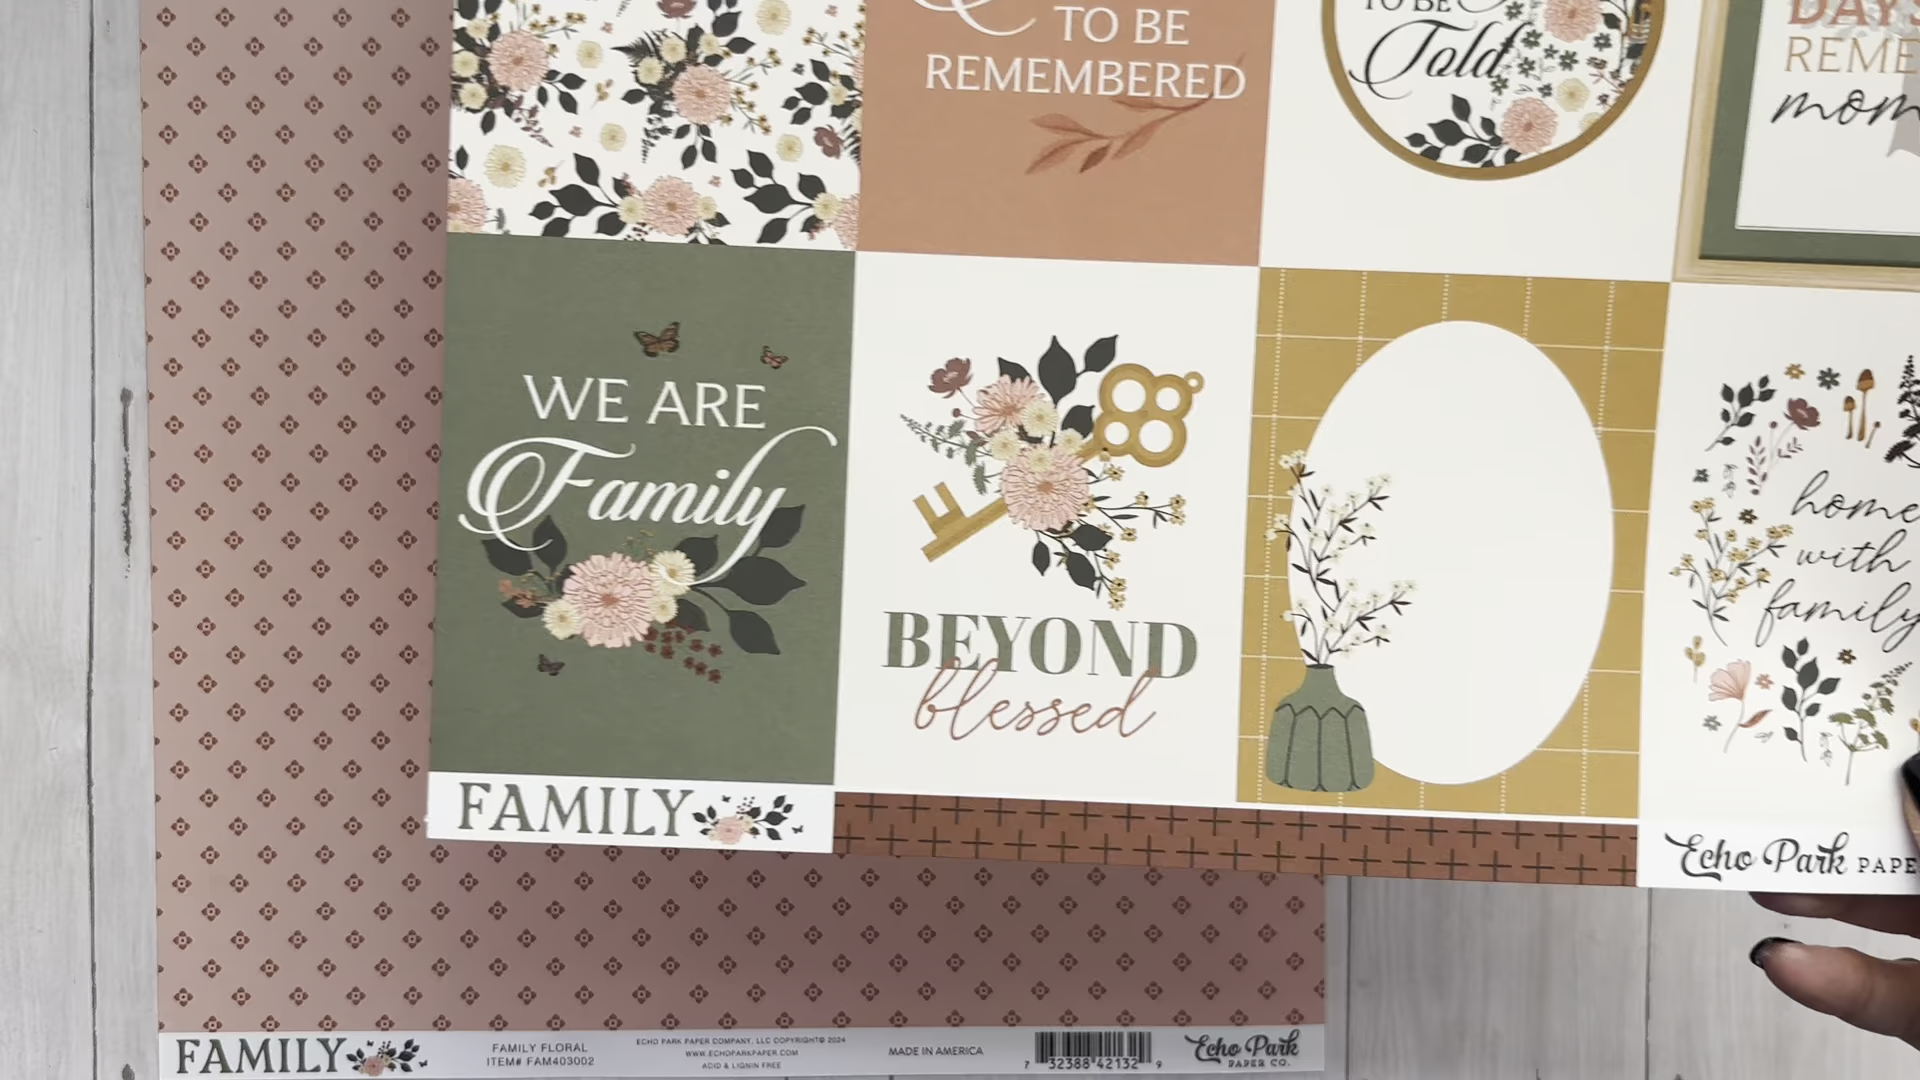 TO BE
REMEMBERED
TO BE
Told
DAYS
REME
mom
WE ARE
Family
BEYOND
blessed
home
with
family
FAMILY
Echo Park PAPE
FAMILY
FAMILY FLORAL
ITEM# FAM403002
ECHO PARK PAPER COMPANY, LLC COPYRIGHT© 2024
WWW.ECHOPARKPAPER.COM
ACID & LIGNIN FREE
MADE IN AMERICA
7 32388 42132 9
Echo Park
PAPER CO.